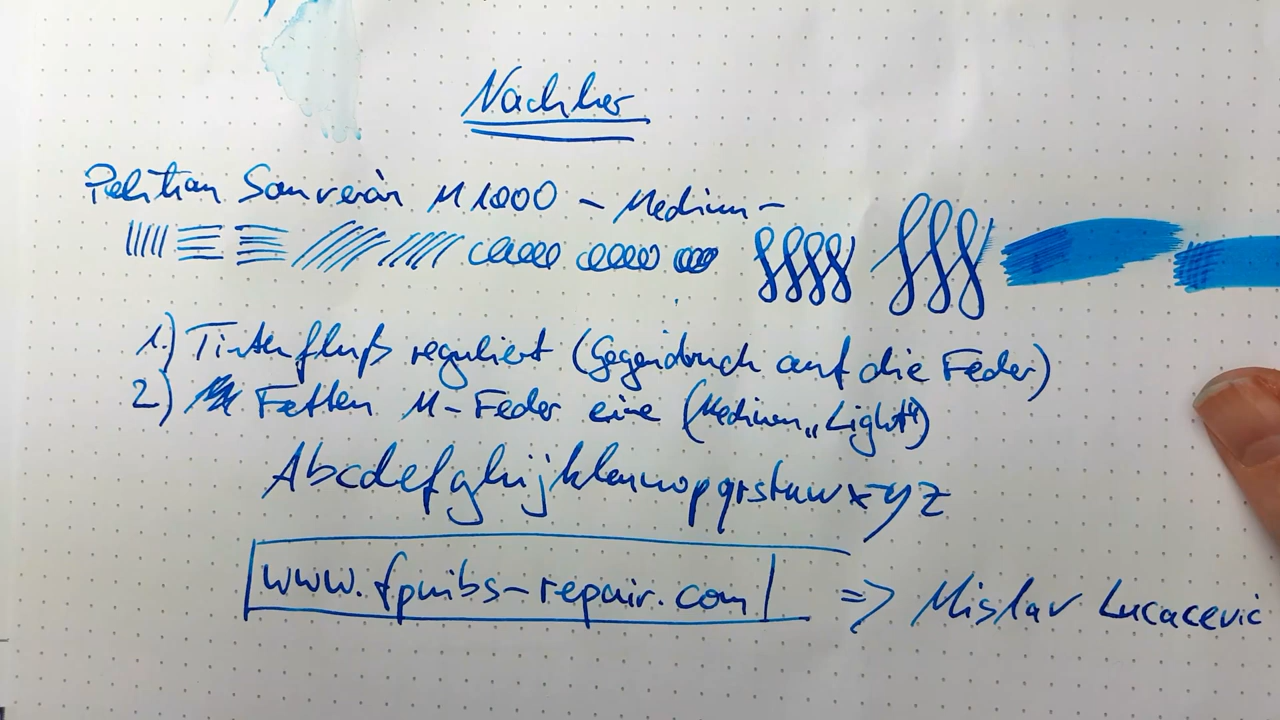 Nachher
Pelikan Souverän M1000 – Medium –
1.) Tintenfluß reguliert (Gegendruck auf die Feder)
2) Fetten M-Feder eine (Medium „Light“)
Abcdefghijklmnopqrstuvwxyz
www.fpnibs-repair.com => Mislav Lucacevic